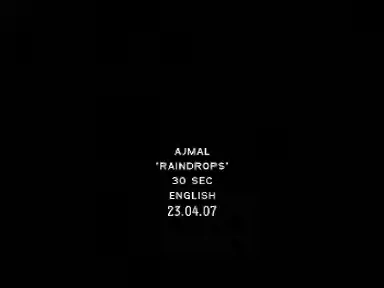 AJMAL
"RAINDROPS"
30 SEC
ENGLISH
23.04.07